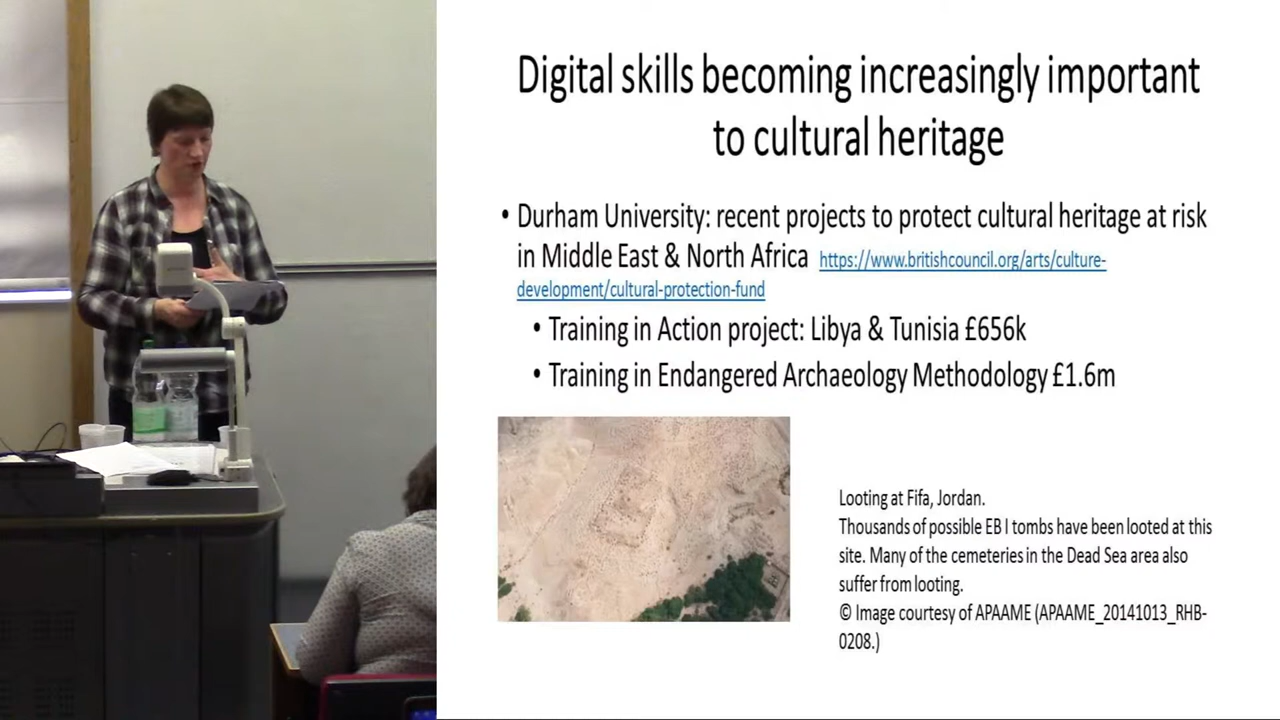 Digital skills becoming increasingly important
to cultural heritage
• Durham University: recent projects to protect cultural heritage at risk
in Middle East & North Africa https://www.britishcouncil.org/arts/culture-
development/cultural-protection-fund
• Training in Action project: Libya & Tunisia £656k
• Training in Endangered Archaeology Methodology £1.6m
Looting at Fifa, Jordan.
Thousands of possible EB I tombs have been looted at this
site. Many of the cemeteries in the Dead Sea area also
suffer from looting.
© Image courtesy of APAAME (APAAME_20141013_RHB-
0208.)